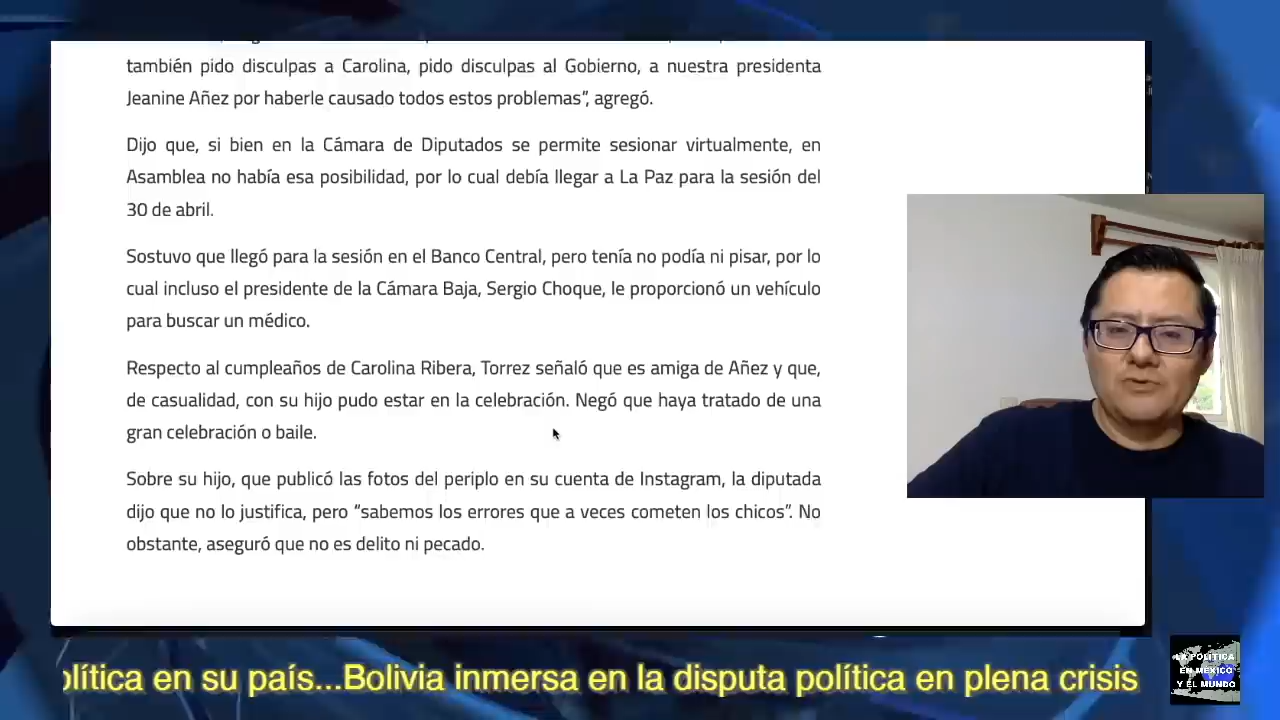 también pido disculpas a Carolina, pido disculpas al Gobierno, a nuestra presidenta
Jeanine Añez por haberle causado todos estos problemas”, agregó.
Dijo que, si bien en la Cámara de Diputados se permite sesionar virtualmente, en
Asamblea no había esa posibilidad, por lo cual debía llegar a La Paz para la sesión del
30 de abril.
Sostuvo que llegó para la sesión en el Banco Central, pero tenía no podía ni pisar, por lo
cual incluso el presidente de la Cámara Baja, Sergio Choque, le proporcionó un vehículo
para buscar un médico.
Respecto al cumpleaños de Carolina Ribera, Torrez señaló que es amiga de Añez y que,
de casualidad, con su hijo pudo estar en la celebración. Negó que haya tratado de una
gran celebración o baile.
Sobre su hijo, que publicó las fotos del periplo en su cuenta de Instagram, la diputada
dijo que no lo justifica, pero “sabemos los errores que a veces cometen los chicos”. No
obstante, aseguró que no es delito ni pecado.
olítica en su país...Bolivia inmersa en la disputa política en plena crisis
LA POLÍTICA
EN MÉXICO
Y EL MUNDO